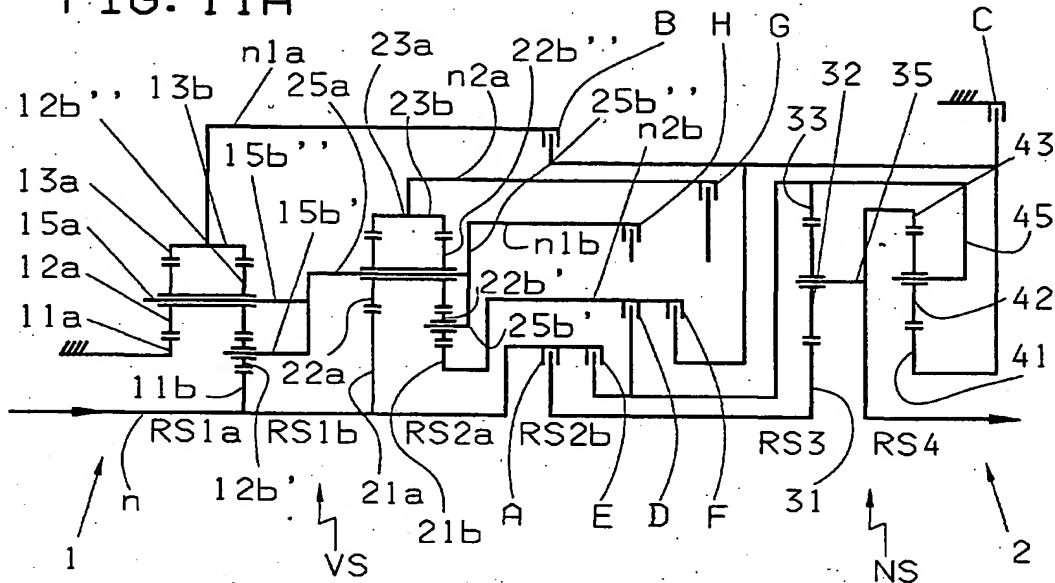 FIG. 11A
23a 22b'' B H G C
n1a 25a n2a 32 35
12b'' 13b 23b 25b'' n2b 33
13a 15b'' 43
15a 15b' n1b 45
12a 22b'
11a 22a 25b' 42
11b 41
RS1a RS1b RS2a RS2b RS3 RS4
n 12b' 21a 21b A E D F 31
1 VS NS 2